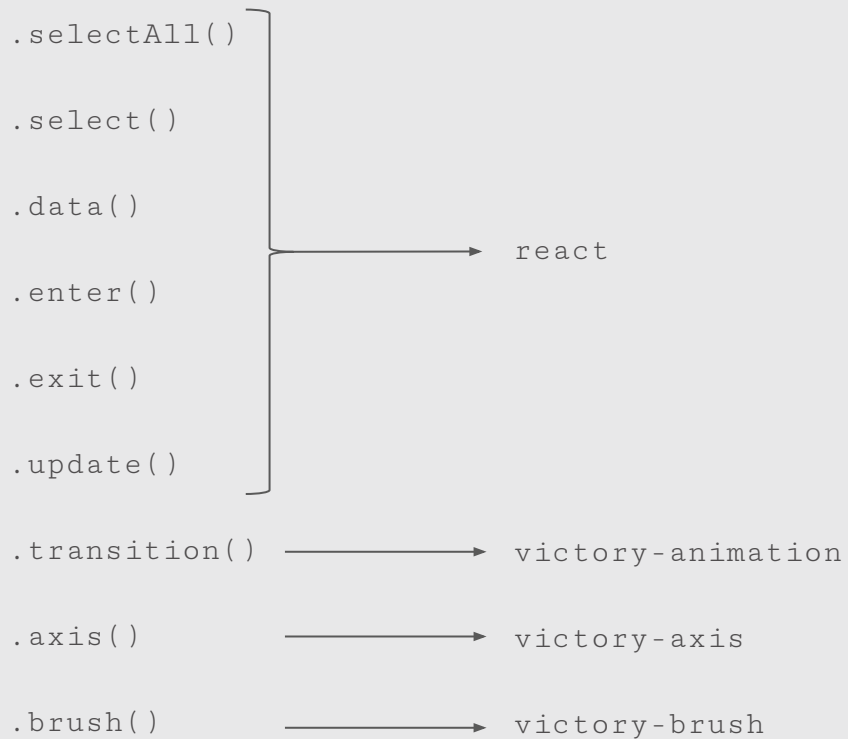 .selectAll()
.select()
.data()
react
.enter()
.exit()
.update()
.transition() victory-animation
.axis() victory-axis
.brush() victory-brush